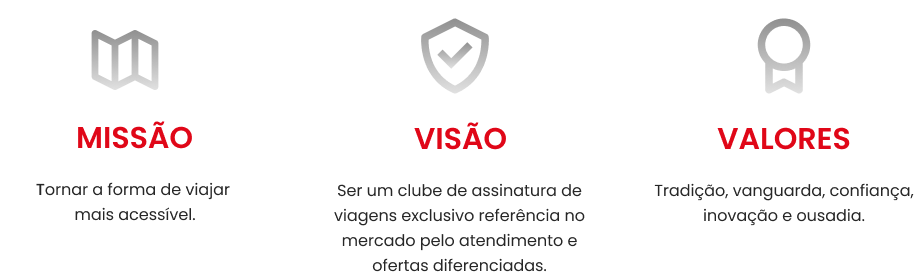 MISSÃO
Tornar a forma de viajar
mais acessível.
VISÃO
Ser um clube de assinatura de
viagens exclusivo referência no
mercado pelo atendimento e
ofertas diferenciadas.
VALORES
Tradição, vanguarda, confiança,
inovação e ousadia.